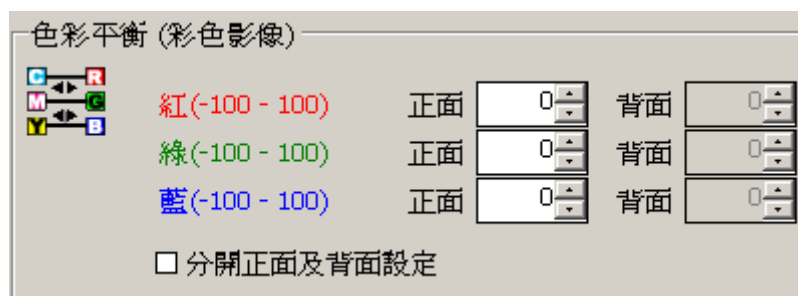 色彩平衡 (彩色影像)
C R
M G
Y B
紅(-100 - 100) 正面 0 背面 0
綠(-100 - 100) 正面 0 背面 0
藍(-100 - 100) 正面 0 背面 0
分開正面及背面設定